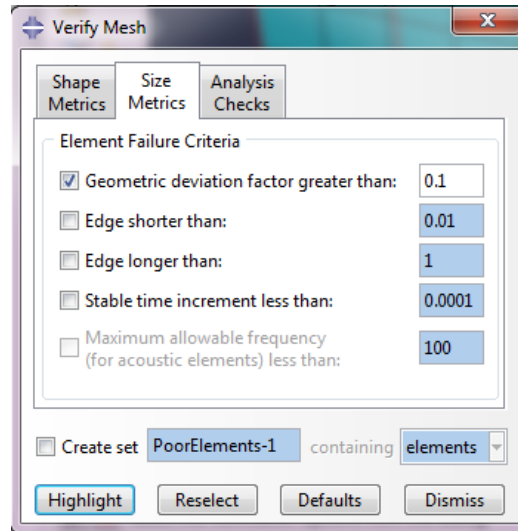 Verify Mesh
Shape
Metrics
Size
Metrics
Analysis
Checks
Element Failure Criteria
Geometric deviation factor greater than: 0.1
Edge shorter than: 0.01
Edge longer than: 1
Stable time increment less than: 0.0001
Maximum allowable frequency
(for acoustic elements) less than: 100
Create set PoorElements-1 containing elements
Highlight Reselect Defaults Dismiss